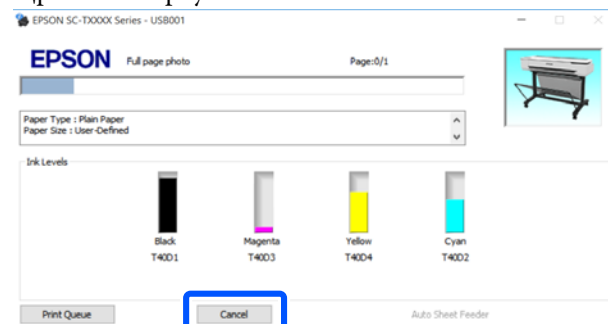 EPSON SC-TXXXX Series - USB001
EPSON Full page photo Page:0/1
Paper Type : Plain Paper
Paper Size : User-Defined
Ink Levels
Black Magenta Yellow Cyan
T40D1 T40D3 T40D4 T40D2
Print Queue Cancel Auto Sheet Feeder